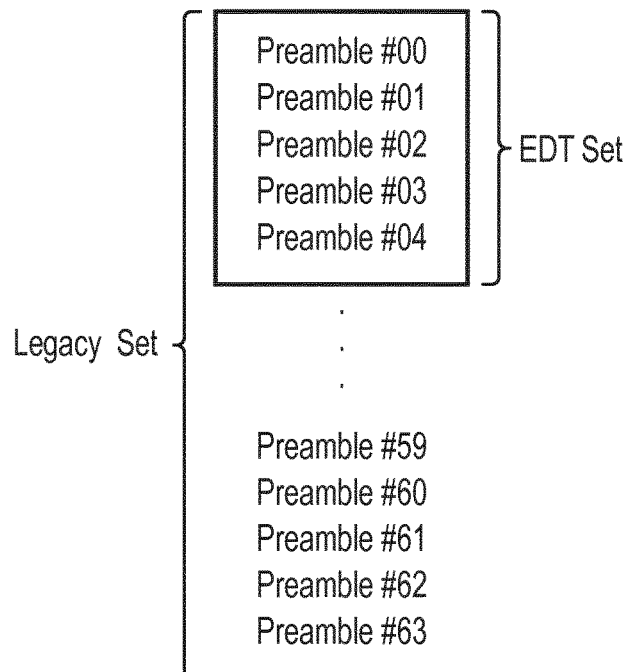 Preamble #00
Preamble #01
Preamble #02
Preamble #03
Preamble #04
EDT Set
.
.
.
Legacy Set
Preamble #59
Preamble #60
Preamble #61
Preamble #62
Preamble #63